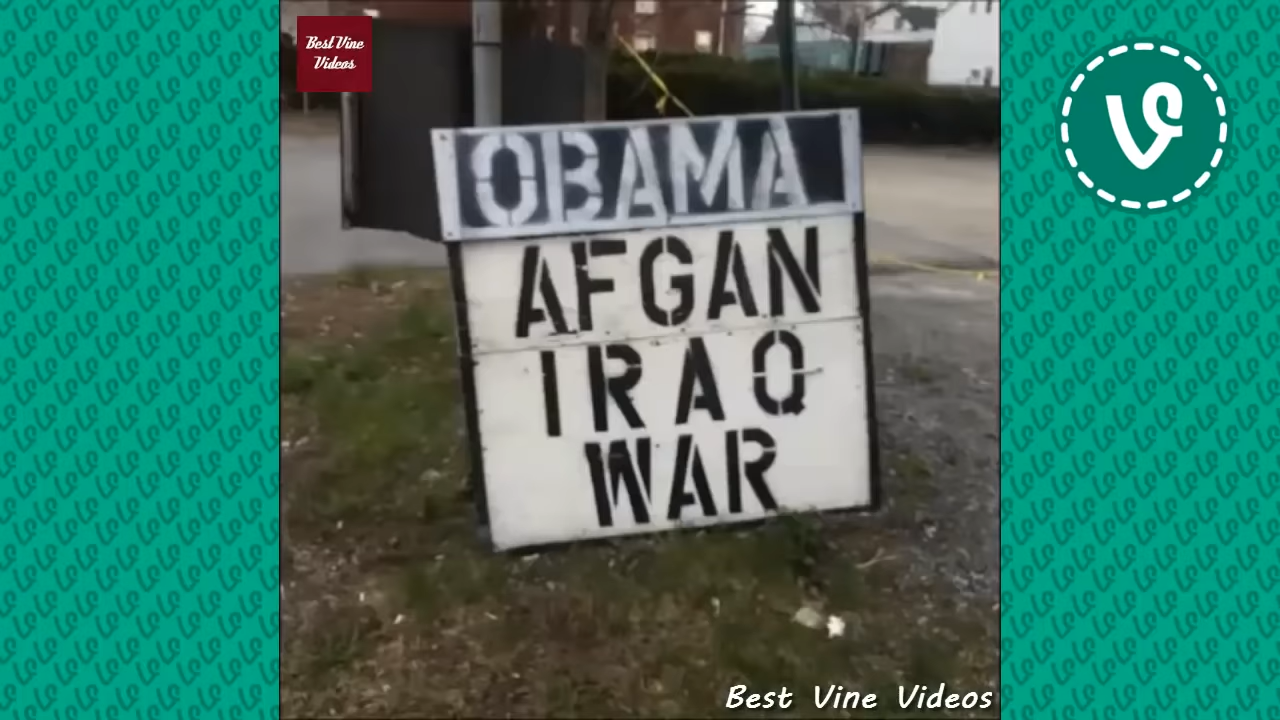 Best Vine
Videos
OBAMA
AFGAN
IRAQ
WAR
Best Vine Videos